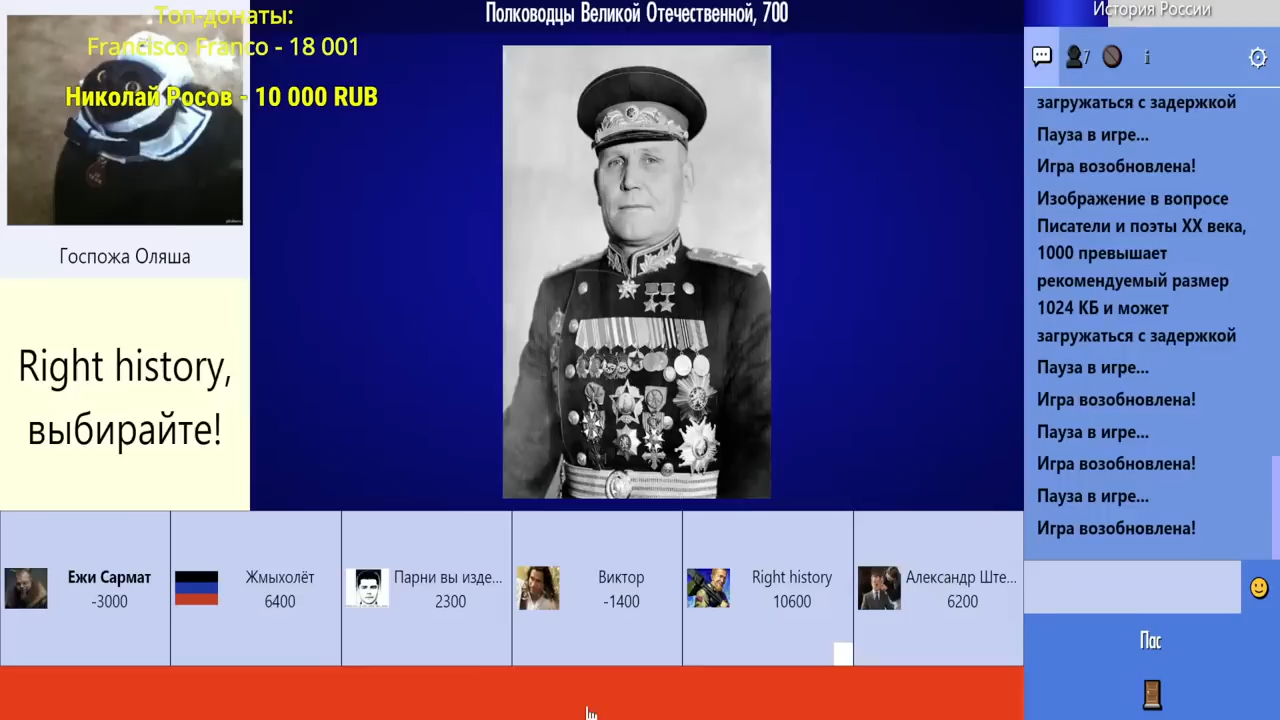 Топ-донаты:
Francisco Franco - 18 001
Николай Росов - 10 000 RUB
Госпожа Оляша
Right history,
выбирайте!
Полководцы Великой Отечественной, 700
История России
7
i
загружаться с задержкой
Пауза в игре...
Игра возобновлена!
Изображение в вопросе
Писатели и поэты XX века,
1000 превышает
рекомендуемый размер
1024 КБ и может
загружаться с задержкой
Пауза в игре...
Игра возобновлена!
Пауза в игре...
Игра возобновлена!
Пауза в игре...
Игра возобновлена!
Ежи Сармат
-3000
Жмыхолёт
6400
Парни вы изде...
2300
Виктор
-1400
Right history
10600
Александр Ште...
6200
Пас